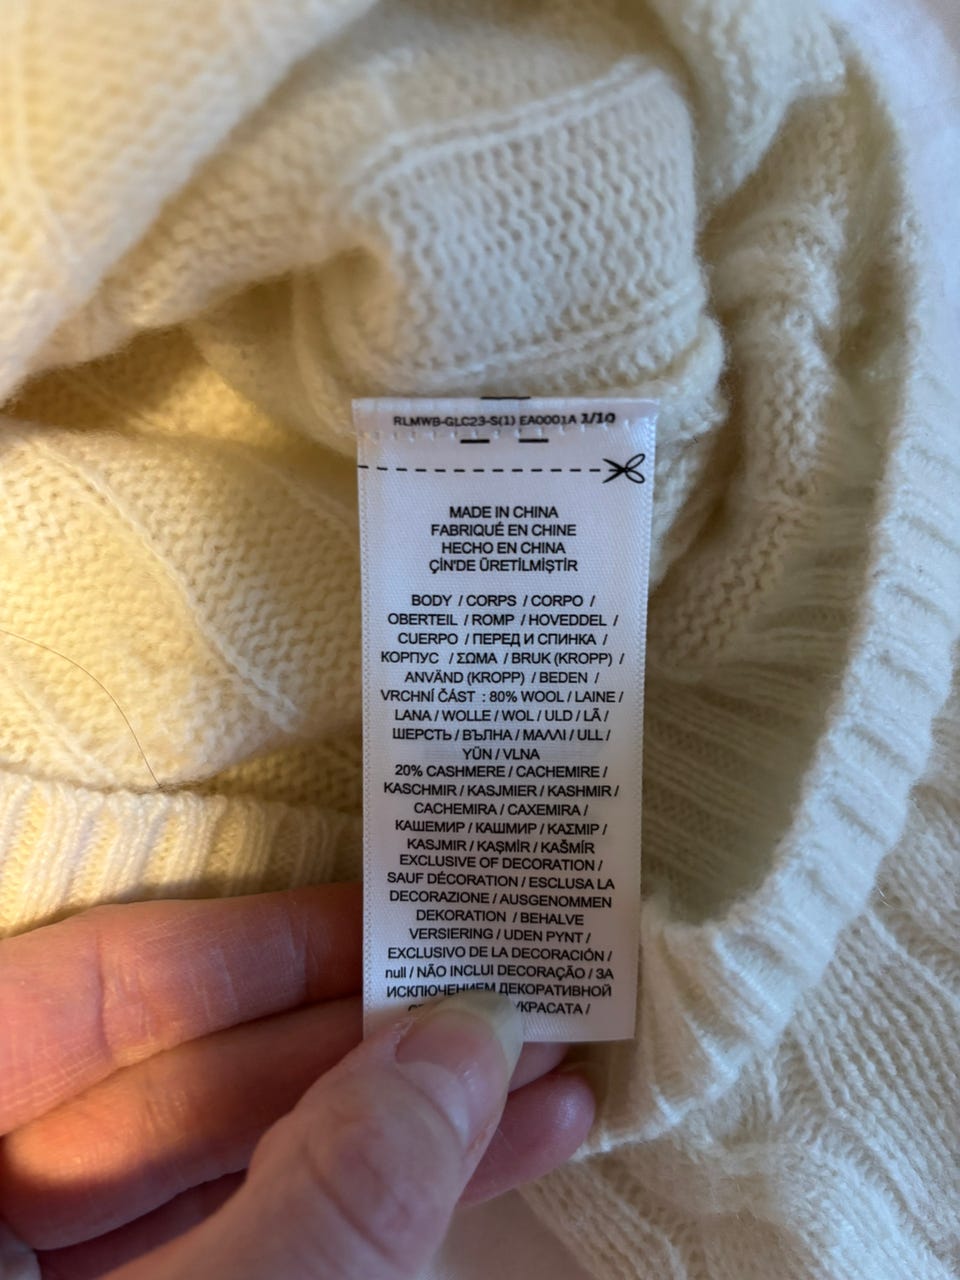 RLMWB-GLC23-S(1) EA0001A 1/10
MADE IN CHINA
FABRIQUÉ EN CHINE
HECHO EN CHINA
ÇİN'DE ÜRETİLMİŞTİR
BODY / CORPS / CORPO /
OBERTEIL / ROMP / HOVEDDEL /
CUERPO / ПЕРЕД И СПИНКА /
КОРПУС / ΣΩΜΑ / BRUK (KROPP) /
ANVÄND (KROPP) / BEDEN /
VRCHNÍ ČÁST : 80% WOOL / LAINE /
LANA / WOLLE / WOL / ULD / LÃ /
ШЕРСТЬ / ВЪЛНА / ΜΑΛΛΙ / ULL /
YÜN / VLNA
20% CASHMERE / CACHEMIRE /
KASCHMIR / KASJMIER / KASHMIR /
CACHEMIRA / CAXEMIRA /
КАШЕМИР / КАШМИР / ΚΑΣΜΙΡ /
KASJMIR / KAŞMİR / KAŠMÍR
EXCLUSIVE OF DECORATION /
SAUF DÉCORATION / ESCLUSA LA
DECORAZIONE / AUSGENOMMEN
DEKORATION / BEHALVE
VERSIERING / UDEN PYNT /
EXCLUSIVO DE LA DECORACIÓN /
null / NÃO INCLUI DECORAÇÃO / ЗА
ИСКЛЮЧЕНИЕМ ДЕКОРАТИВНОЙ
УКРАСАТА /